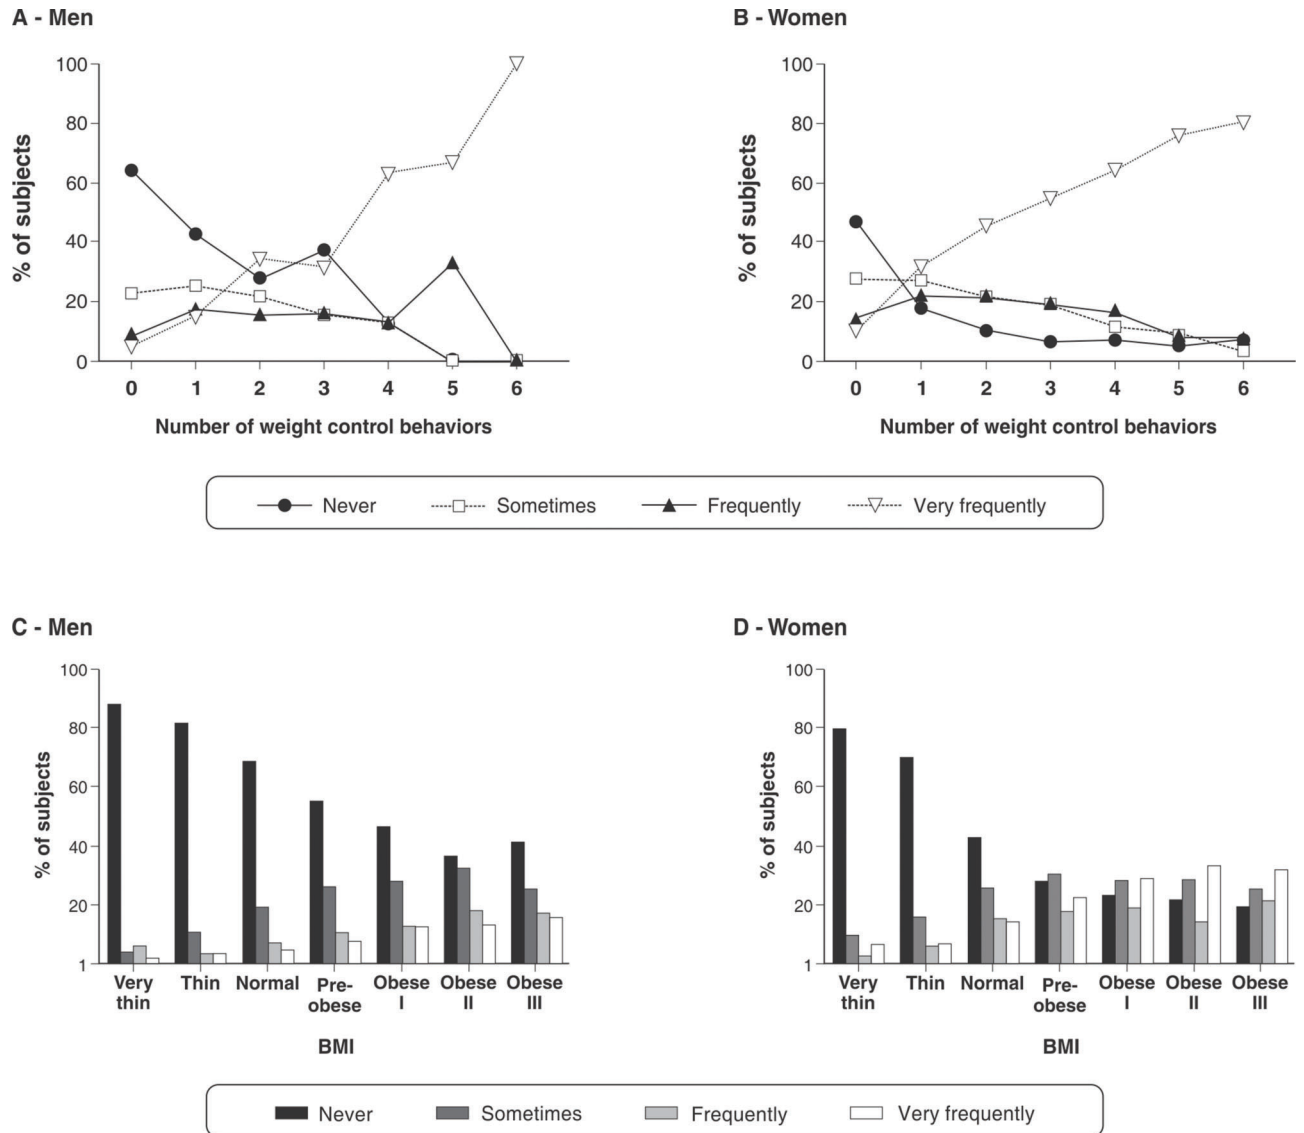 A - Men
B - Women
100
80
60
40
20
0
% of subjects
0 1 2 3 4 5 6
Number of weight control behaviors
100
80
60
40
20
0
% of subjects
0 1 2 3 4 5 6
Number of weight control behaviors
Never Sometimes Frequently Very frequently
C - Men
D - Women
100
80
60
40
20
1
% of subjects
Very Thin Normal Pre- Obese Obese Obese
thin obese I II III
BMI
100
80
60
40
20
1
% of subjects
Very Thin Normal Pre- Obese Obese Obese
thin obese I II III
BMI
Never Sometimes Frequently Very frequently